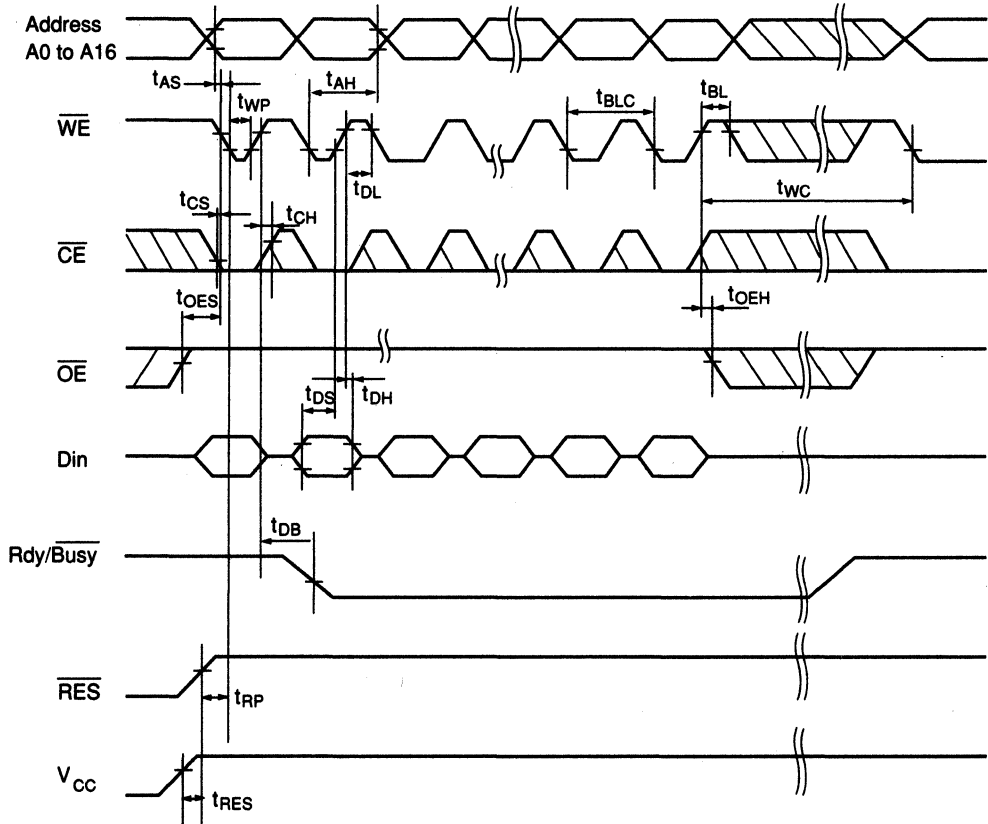 Address
A0 to A16
tAS
tAH
tWP
tBLC
tBL
WE
tDL
tWC
tCS
tCH
CE
tOES
tOEH
OE
tDS
tDH
Din
tDB
Rdy/Busy
RES
tRP
VCC
tRES